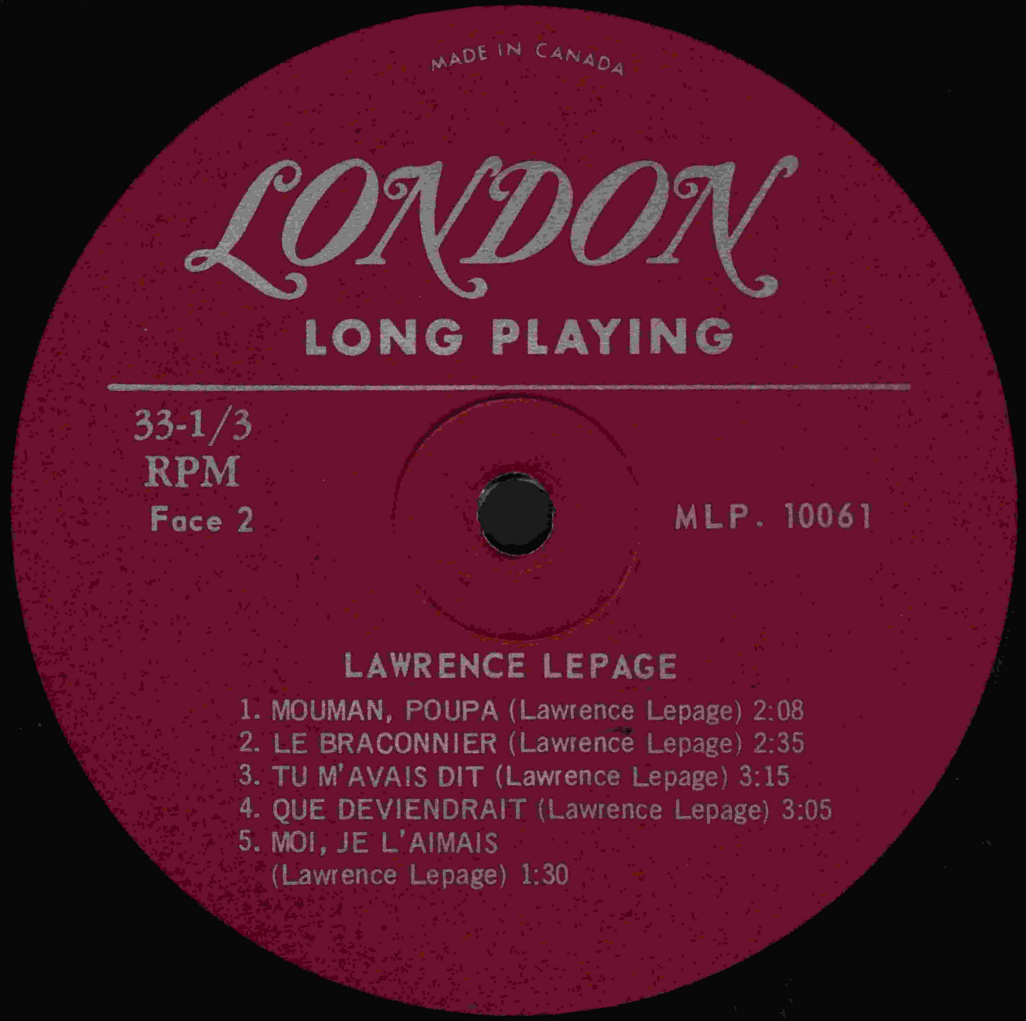 MADE IN CANADA
LONDON
LONG PLAYING
33-1/3
RPM
Face 2
MLP. 10061
LAWRENCE LEPAGE
1. MOUMAN, POUPA (Lawrence Lepage) 2:08
2. LE BRACONNIER (Lawrence Lepage) 2:35
3. TU M'AVAIS DIT (Lawrence Lepage) 3:15
4. QUE DEVIENDRAIT (Lawrence Lepage) 3:05
5. MOI, JE L'AIMAIS
(Lawrence Lepage) 1:30